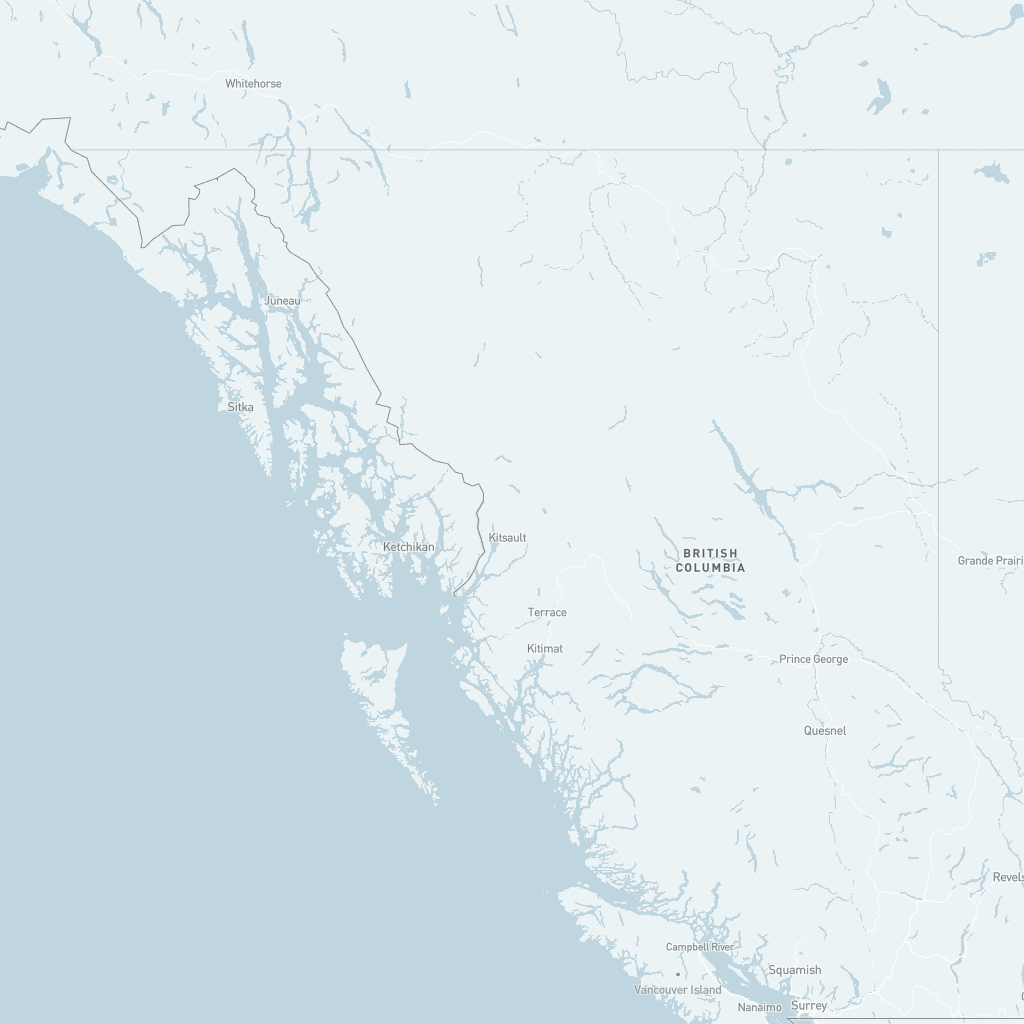 Whitehorse
Juneau
Sitka
Ketchikan
Kitsault
BRITISH
COLUMBIA
Grande Prairi
Terrace
Kitimat
Prince George
Quesnel
Revels
Campbell River
Squamish
Vancouver Island
Nanaimo
Surrey